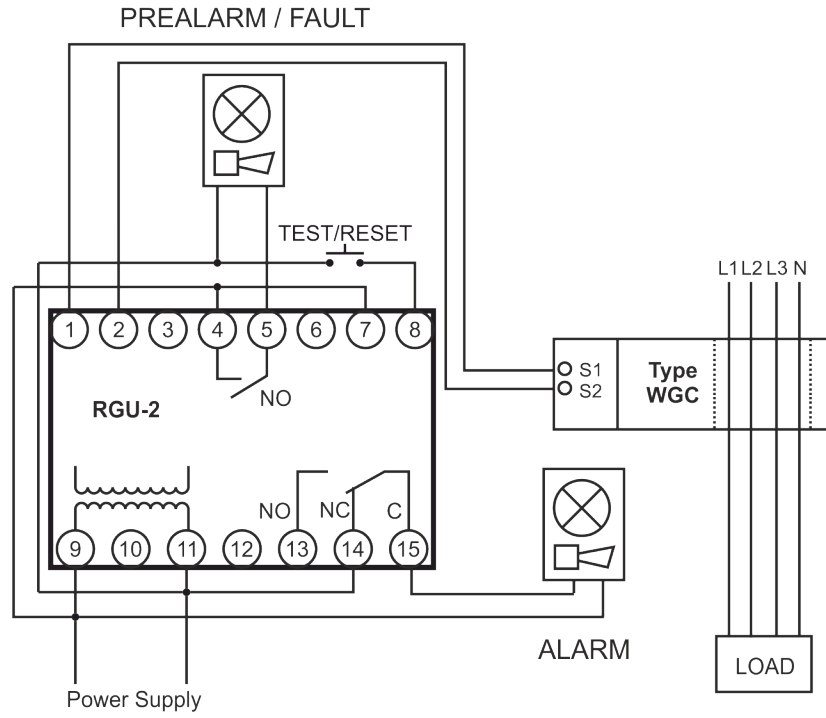 PREALARM / FAULT
TEST/RESET
L1 L2 L3 N
1 2 3 4 5 6 7 8
S1
S2
Type
WGC
NO
RGU-2
NO NC C
9 10 11 12 13 14 15
ALARM
LOAD
Power Supply